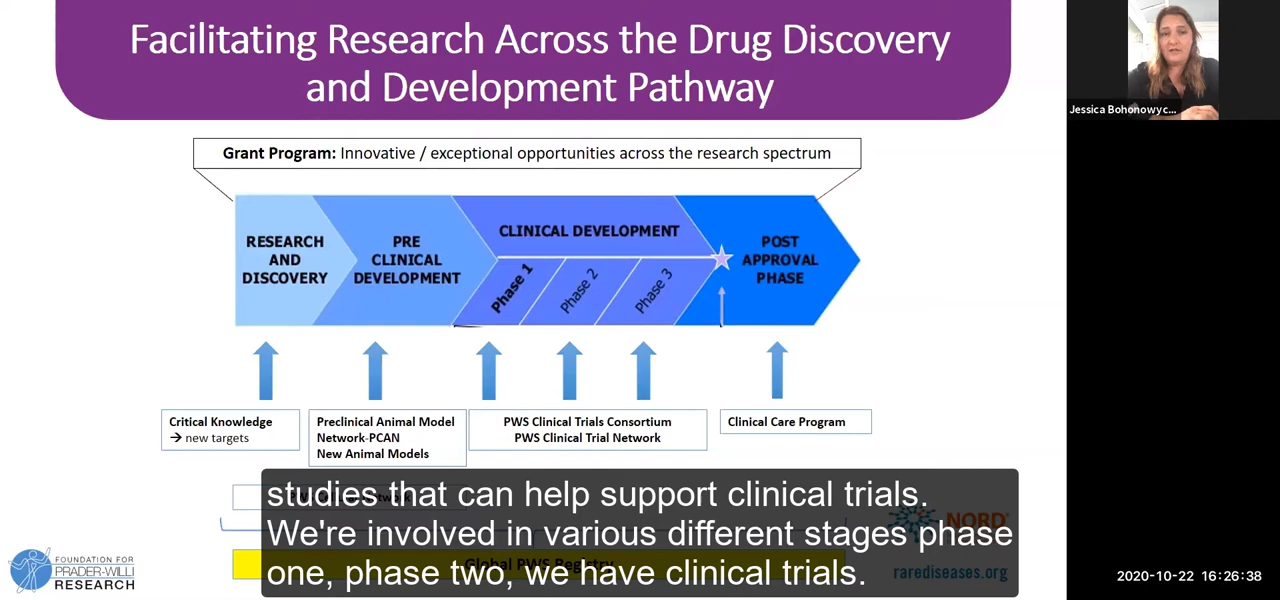 Facilitating Research Across the Drug Discovery
and Development Pathway
Jessica Bohonowyc...
Grant Program: Innovative / exceptional opportunities across the research spectrum
RESEARCH
AND
DISCOVERY
PRE
CLINICAL
DEVELOPMENT
CLINICAL DEVELOPMENT
Phase 1
Phase 2
Phase 3
POST
APPROVAL
PHASE
Critical Knowledge
→ new targets
Preclinical Animal Model
Network-PCAN
New Animal Models
PWS Clinical Trials Consortium
PWS Clinical Trial Network
Clinical Care Program
studies that can help support clinical trials.
We're involved in various different stages phase
one, phase two, we have clinical trials.
Global PWS Registry
NORD
rarediseases.org
FOUNDATION FOR
PRADER-WILLI
RESEARCH
2020-10-22 16:26:38